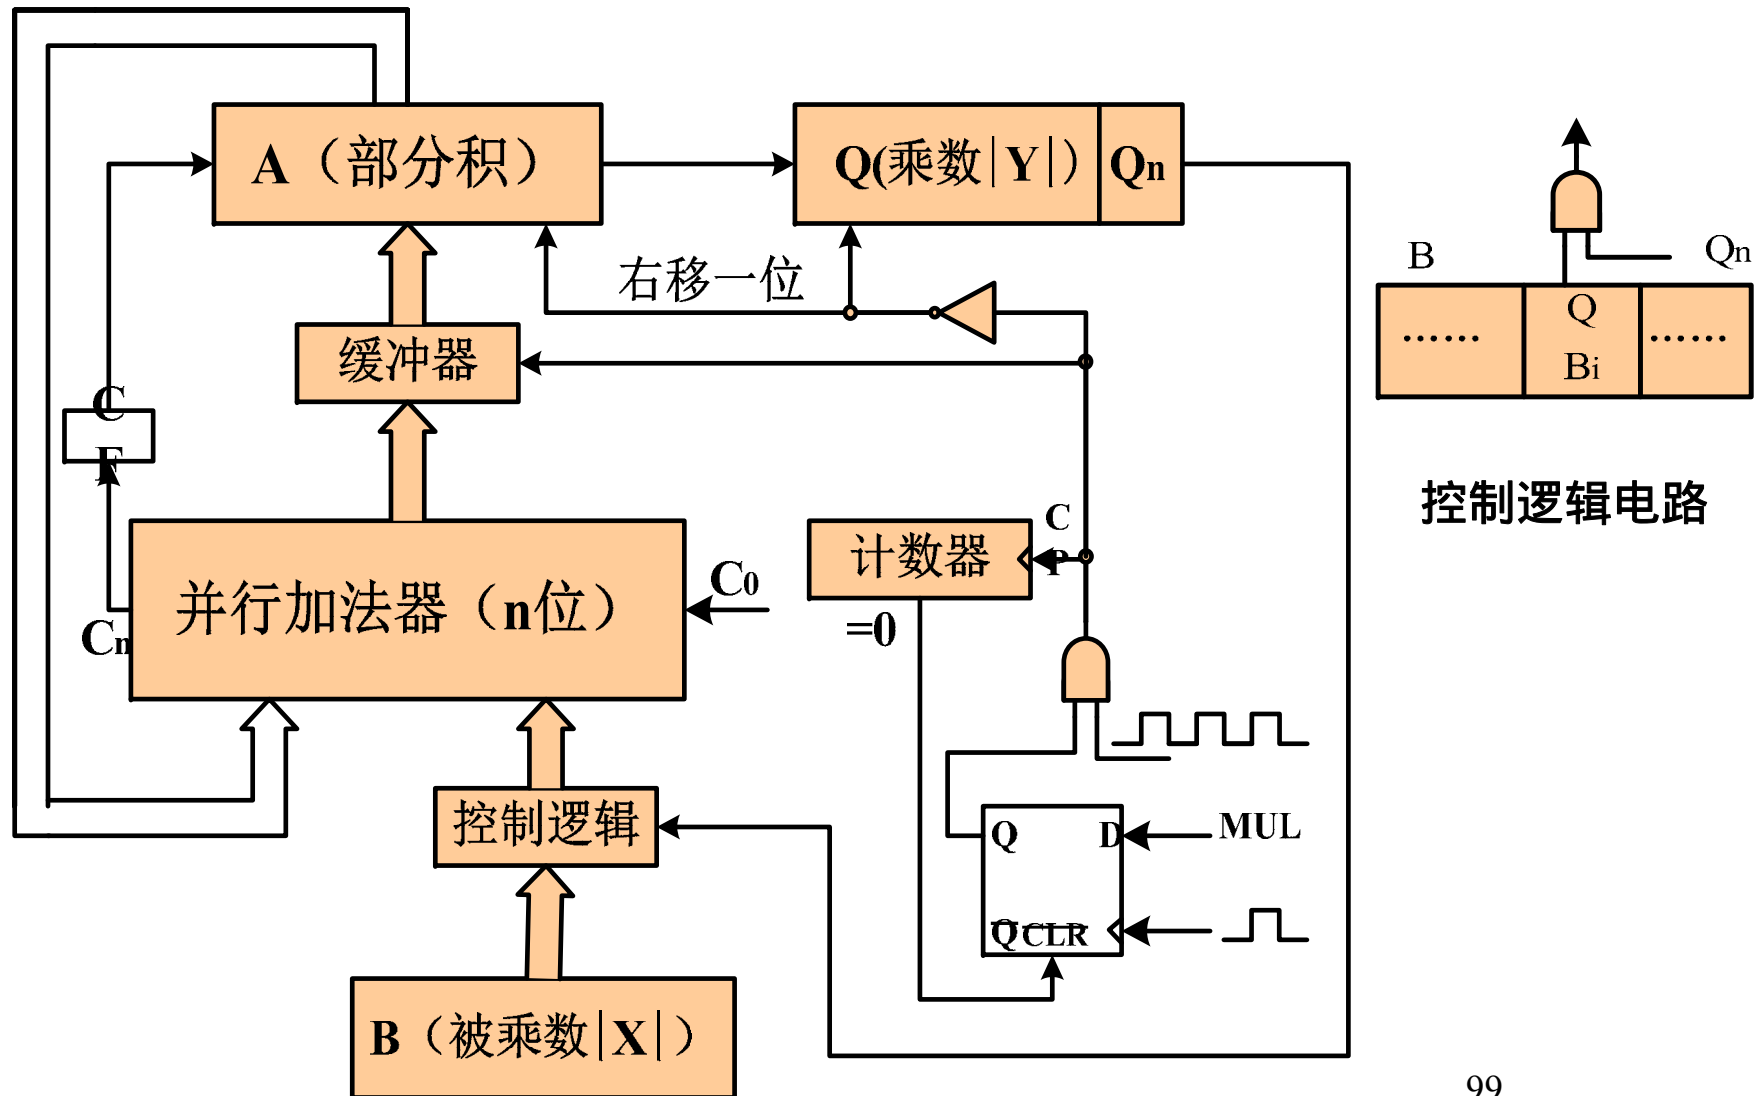 A（部分积）
Q(乘数|Y|)
Qn
右移一位
B
Qn
Q
……
Bi
……
缓冲器
C
F
控制逻辑电路
计数器
C
P
=0
并行加法器（n位）
C0
Cn
控制逻辑
Q
D
MUL
Q
CLR
B（被乘数|X|）
99